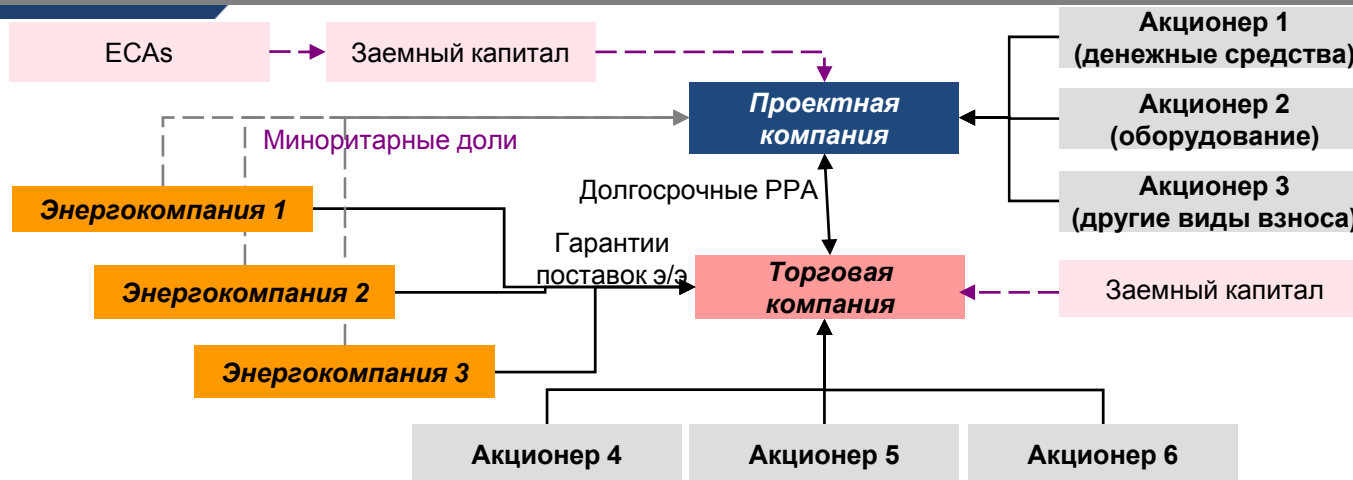 ECAs
Заемный капитал
Акционер 1
(денежные средства)
Проектная
компания
Акционер 2
(оборудование)
Миноритарные доли
Акционер 3
(другие виды взноса)
Долгосрочные PPA
Энергокомпания 1
Гарантии
поставок э/э
Торговая
компания
Энергокомпания 2
Заемный капитал
Энергокомпания 3
Акционер 4
Акционер 5
Акционер 6